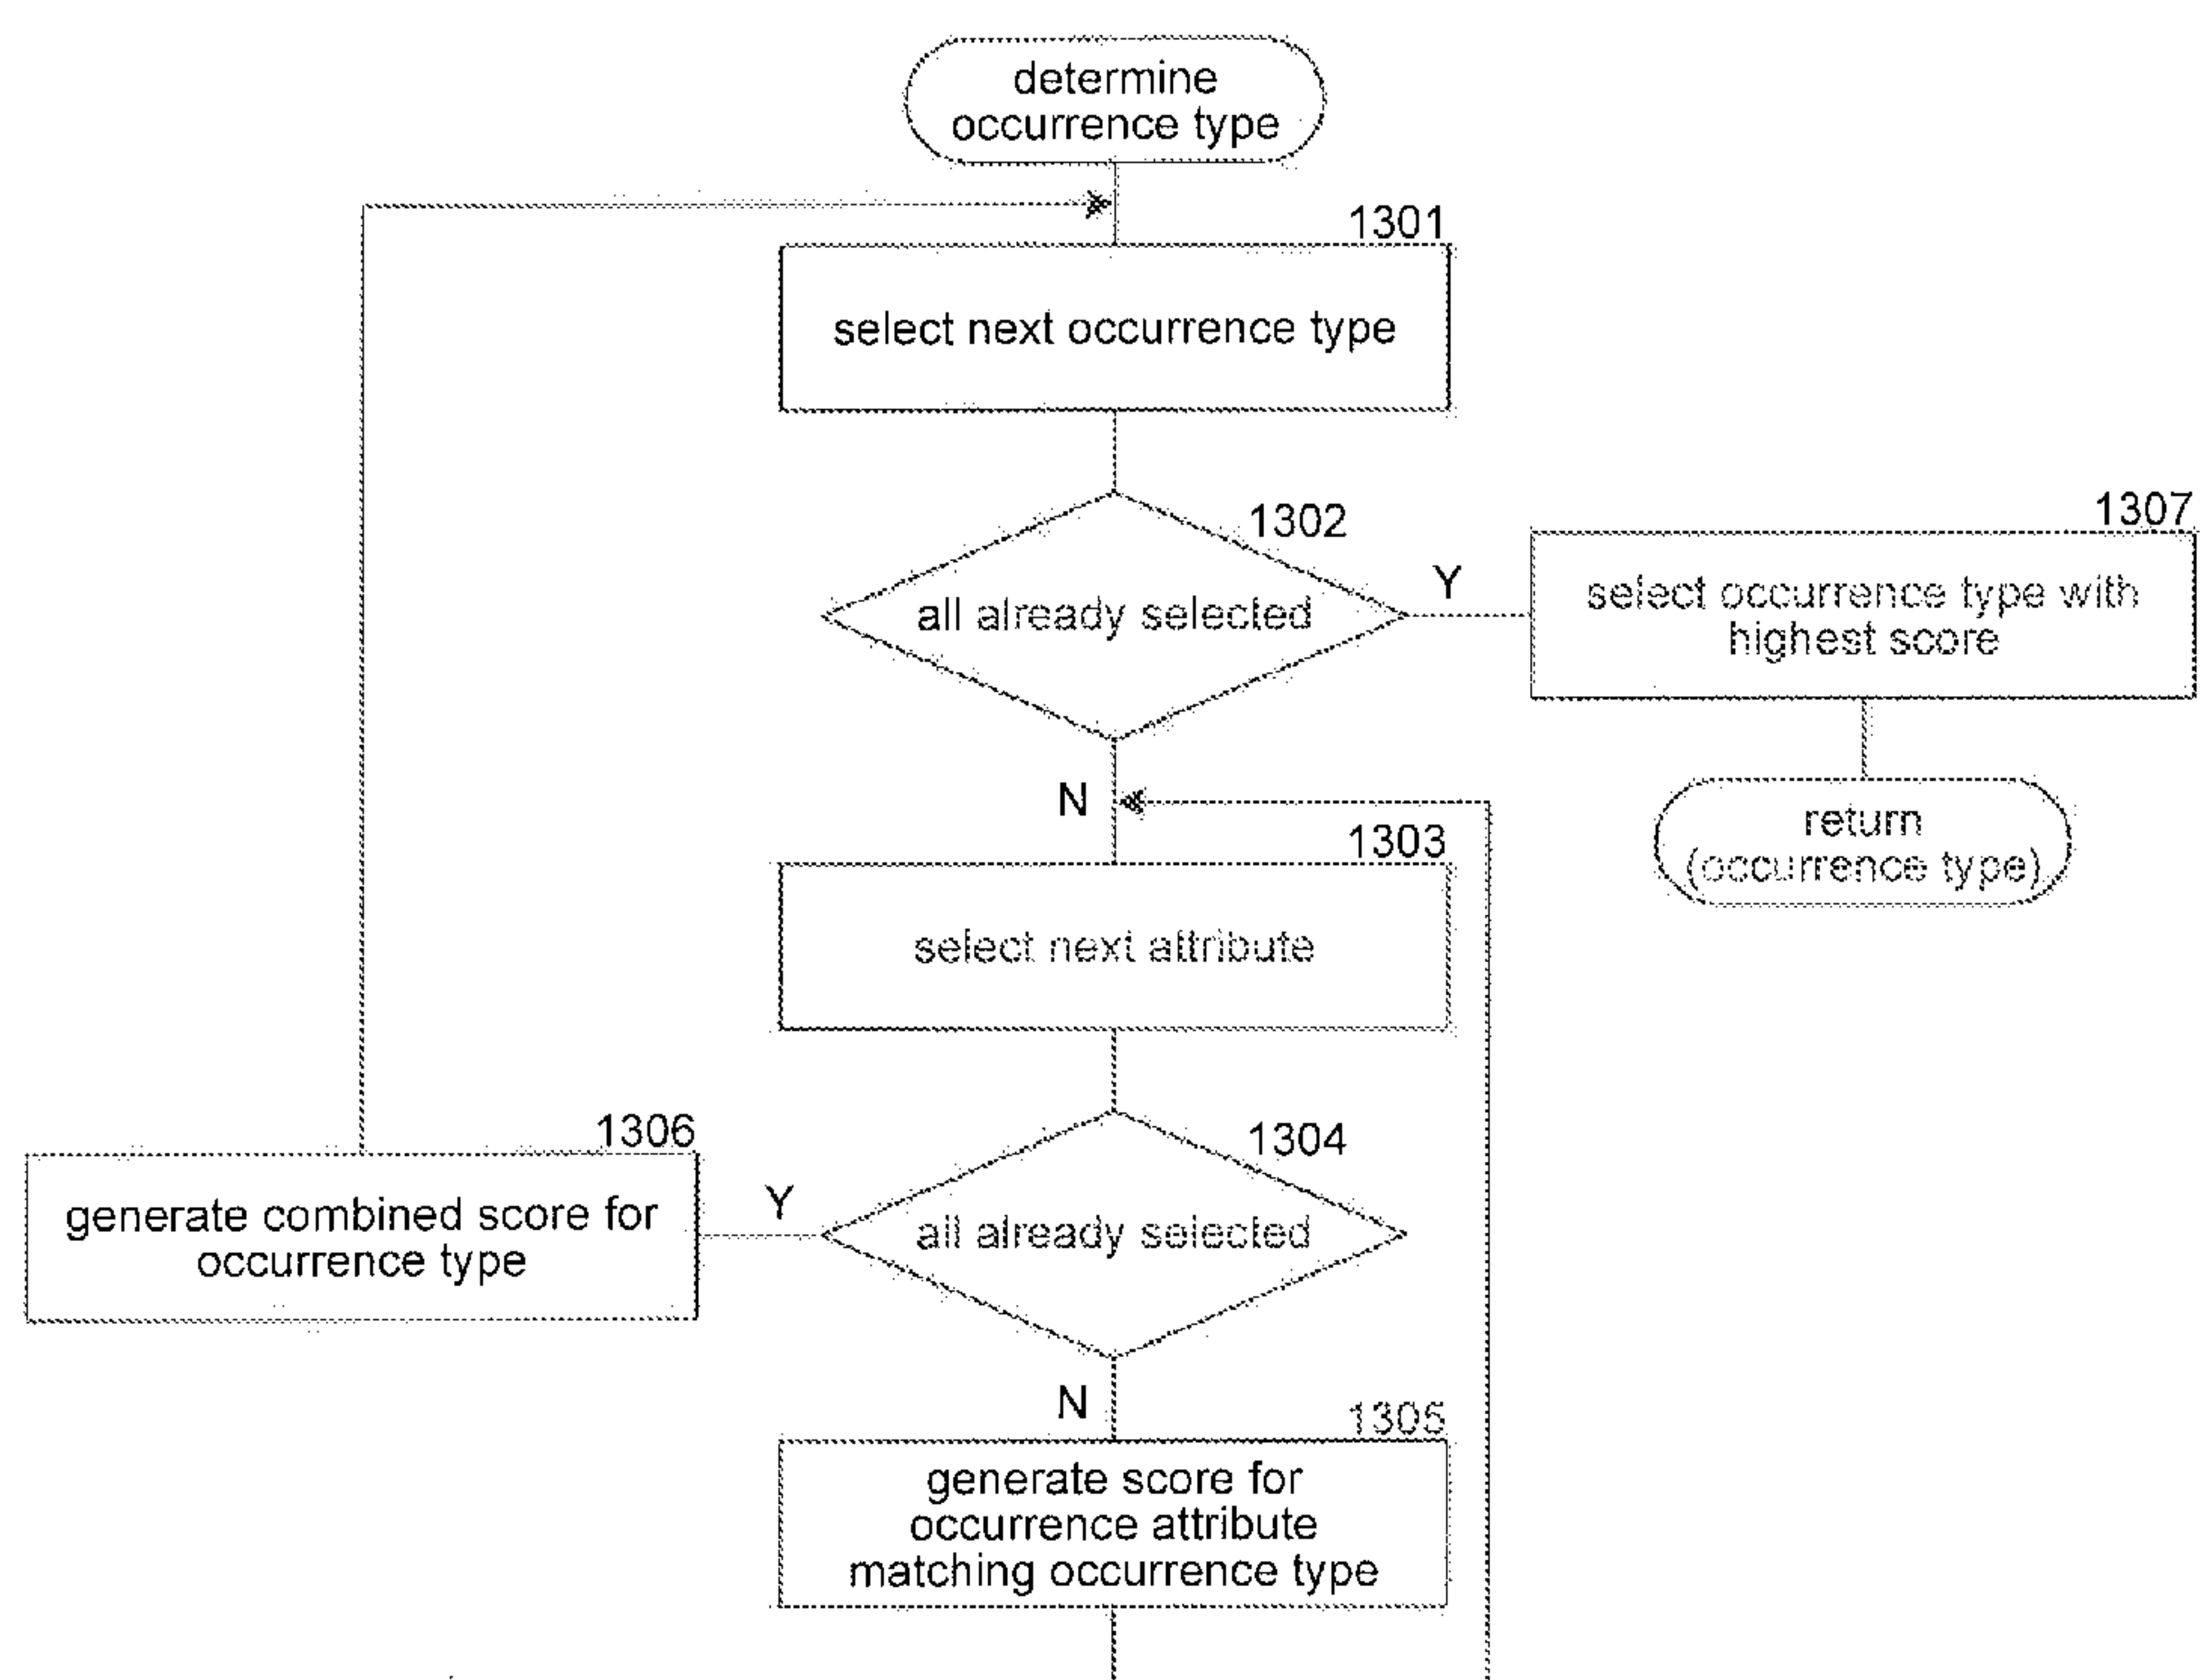 determine
occurrence type
1301
select next occurrence type
1302
all already selected
Y
1307
select occurrence type with
highest score
return
(occurrence type)
N
1303
select next attribute
1304
all already selected
Y
1306
generate combined score for
occurrence type
N
1305
generate score for
occurrence attribute
matching occurrence type